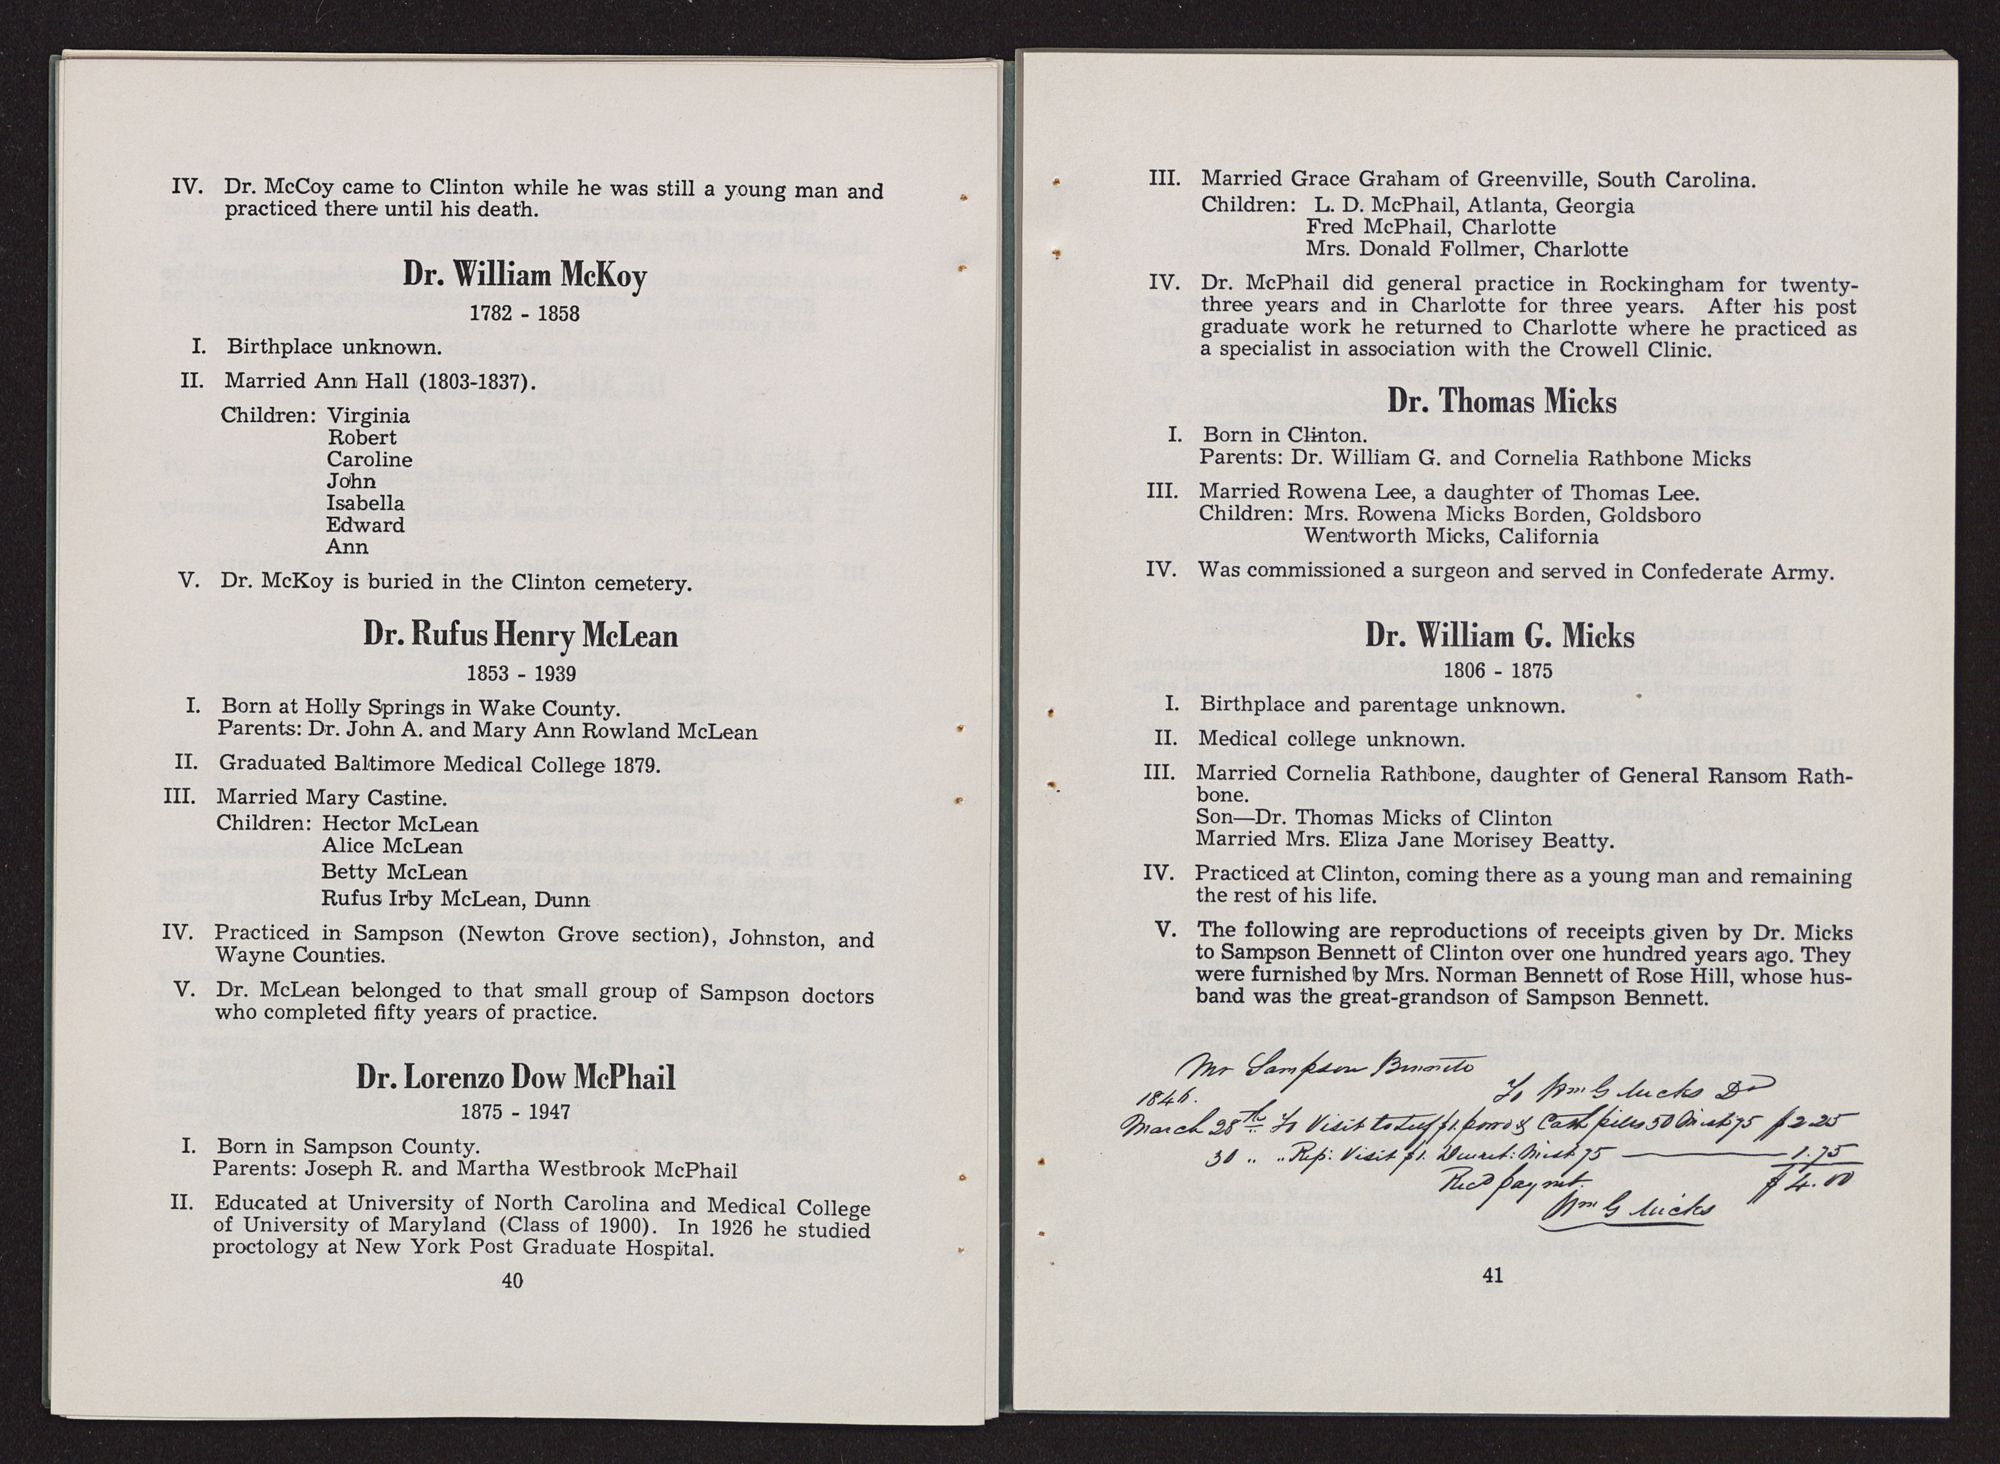 IV. Dr. McCoy came to Clinton while he was still a young man and
practiced there until his death.
Dr. William McKoy
1782 - 1858
I. Birthplace unknown.
II. Married Ann Hall (1803-1837).
Children: Virginia
Robert
Caroline
John
Isabella
Edward
Ann
V. Dr. McKoy is buried in the Clinton cemetery.
Dr. Rufus Henry McLean
1853 - 1939
I. Born at Holly Springs in Wake County.
Parents: Dr. John A. and Mary Ann Rowland McLean
II. Graduated Baltimore Medical College 1879.
III. Married Mary Castine.
Children: Hector McLean
Alice McLean
Betty McLean
Rufus Irby McLean, Dunn
IV. Practiced in Sampson (Newton Grove section), Johnston, and
Wayne Counties.
V. Dr. McLean belonged to that small group of Sampson doctors
who completed fifty years of practice.
Dr. Lorenzo Dow McPhail
1875 - 1947
I. Born in Sampson County.
Parents: Joseph R. and Martha Westbrook McPhail
II. Educated at University of North Carolina and Medical College
of University of Maryland (Class of 1900). In 1926 he studied
proctology at New York Post Graduate Hospital.
40
III. Married Grace Graham of Greenville, South Carolina.
Children: L. D. McPhail, Atlanta, Georgia
Fred McPhail, Charlotte
Mrs. Donald Follmer, Charlotte
IV. Dr. McPhail did general practice in Rockingham for twenty-
three years and in Charlotte for three years. After his post
graduate work he returned to Charlotte where he practiced as
a specialist in association with the Crowell Clinic.
Dr. Thomas Micks
I. Born in Clinton.
Parents: Dr. William G. and Cornelia Rathbone Micks
III. Married Rowena Lee, a daughter of Thomas Lee.
Children: Mrs. Rowena Micks Borden, Goldsboro
Wentworth Micks, California
IV. Was commissioned a surgeon and served in Confederate Army.
Dr. William G. Micks
1806 - 1875
I. Birthplace and parentage unknown.
II. Medical college unknown.
III. Married Cornelia Rathbone, daughter of General Ransom Rath-
bone.
Son—Dr. Thomas Micks of Clinton
Married Mrs. Eliza Jane Morisey Beatty.
IV. Practiced at Clinton, coming there as a young man and remaining
the rest of his life.
V. The following are reproductions of receipts given by Dr. Micks
to Sampson Bennett of Clinton over one hundred years ago. They
were furnished by Mrs. Norman Bennett of Rose Hill, whose hus-
band was the great-grandson of Sampson Bennett.
Mr Sampson
1846. To Wm G Micks Dr
March 28th To Visit $1. 50 75 $2.25
30 " " Rep: Visit $1. 75 1.75
Recd paymt. $4.00
Wm G Micks
41